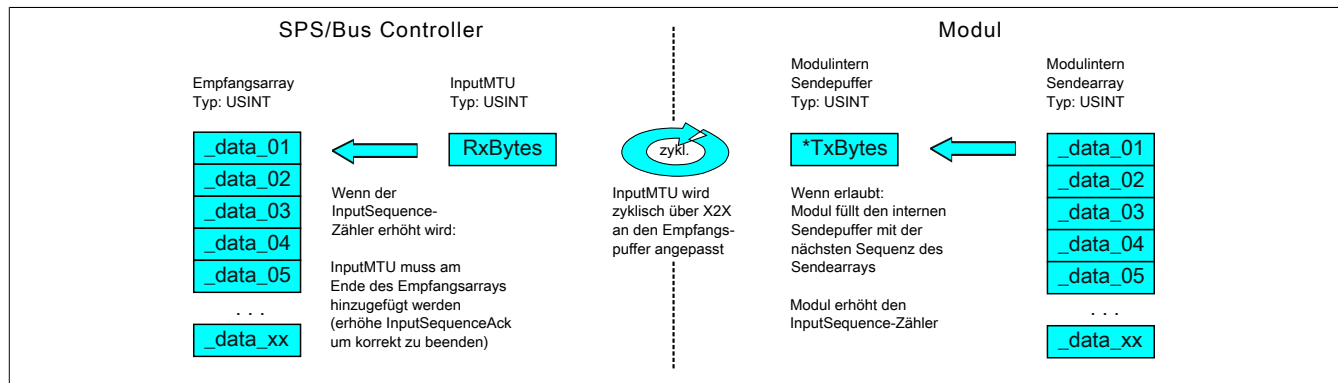 SPS/Bus Controller
Modul
Empfangsarray
Typ: USINT
InputMTU
Typ: USINT
Modulintern
Sendepuffer
Typ: USINT
Modulintern
Sendearray
Typ: USINT
_data_01
_data_02
_data_03
_data_04
_data_05
. . .
_data_xx
RxBytes
Wenn der
InputSequence-
Zähler erhöht wird:
InputMTU muss am
Ende des Empfangsarrays
hinzugefügt werden
(erhöhe InputSequenceAck
um korrekt zu beenden)
zykl.
InputMTU wird
zyklisch über X2X
an den Empfangs-
puffer angepasst
*TxBytes
Wenn erlaubt:
Modul füllt den internen
Sendepuffer mit der
nächsten Sequenz des
Sendearrays
Modul erhöht den
InputSequence-Zähler
_data_01
_data_02
_data_03
_data_04
_data_05
. . .
_data_xx